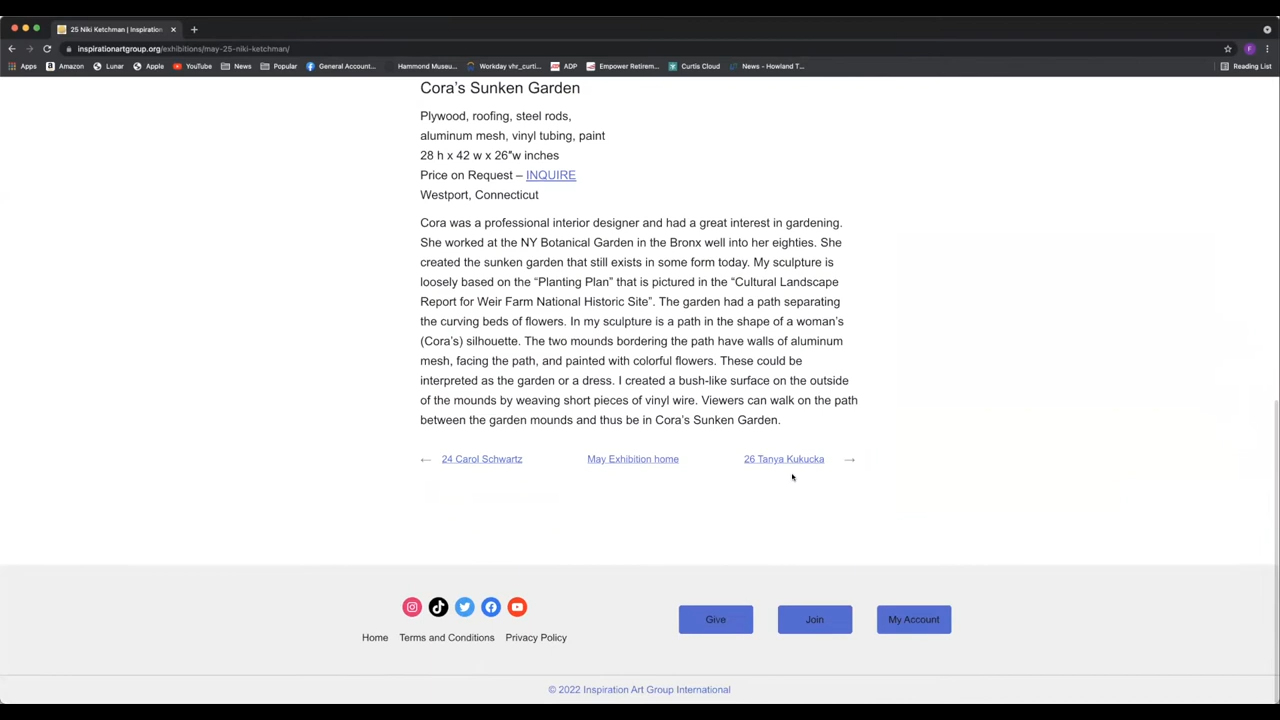 25 Niki Ketchman | Inspiration
inspirationartgroup.org/exhibitions/may-25-niki-ketchman/
Apps Amazon Lunar Apple YouTube News Popular General Account... Hammond Museu... Workday vhr_curti... ADP Empower Retirem... Curtis Cloud News – Howland T... Reading List
Cora's Sunken Garden
Plywood, roofing, steel rods,
aluminum mesh, vinyl tubing, paint
28 h x 42 w x 26″w inches
Price on Request – INQUIRE
Westport, Connecticut
Cora was a professional interior designer and had a great interest in gardening.
She worked at the NY Botanical Garden in the Bronx well into her eighties. She
created the sunken garden that still exists in some form today. My sculpture is
loosely based on the “Planting Plan” that is pictured in the “Cultural Landscape
Report for Weir Farm National Historic Site”. The garden had a path separating
the curving beds of flowers. In my sculpture is a path in the shape of a woman's
(Cora's) silhouette. The two mounds bordering the path have walls of aluminum
mesh, facing the path, and painted with colorful flowers. These could be
interpreted as the garden or a dress. I created a bush-like surface on the outside
of the mounds by weaving short pieces of vinyl wire. Viewers can walk on the path
between the garden mounds and thus be in Cora's Sunken Garden.
← 24 Carol Schwartz May Exhibition home 26 Tanya Kukucka →
Give Join My Account
Home Terms and Conditions Privacy Policy
© 2022 Inspiration Art Group International